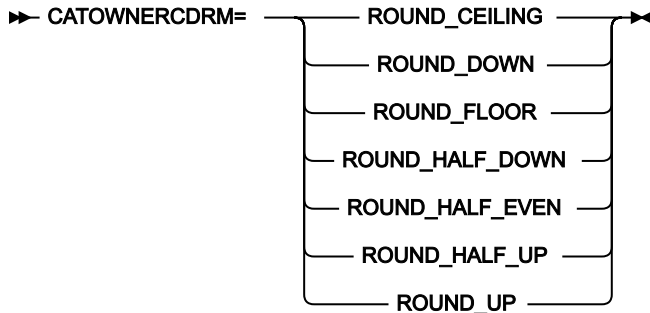 CATOWNERCDRM= ROUND_CEILING
ROUND_DOWN
ROUND_FLOOR
ROUND_HALF_DOWN
ROUND_HALF_EVEN
ROUND_HALF_UP
ROUND_UP